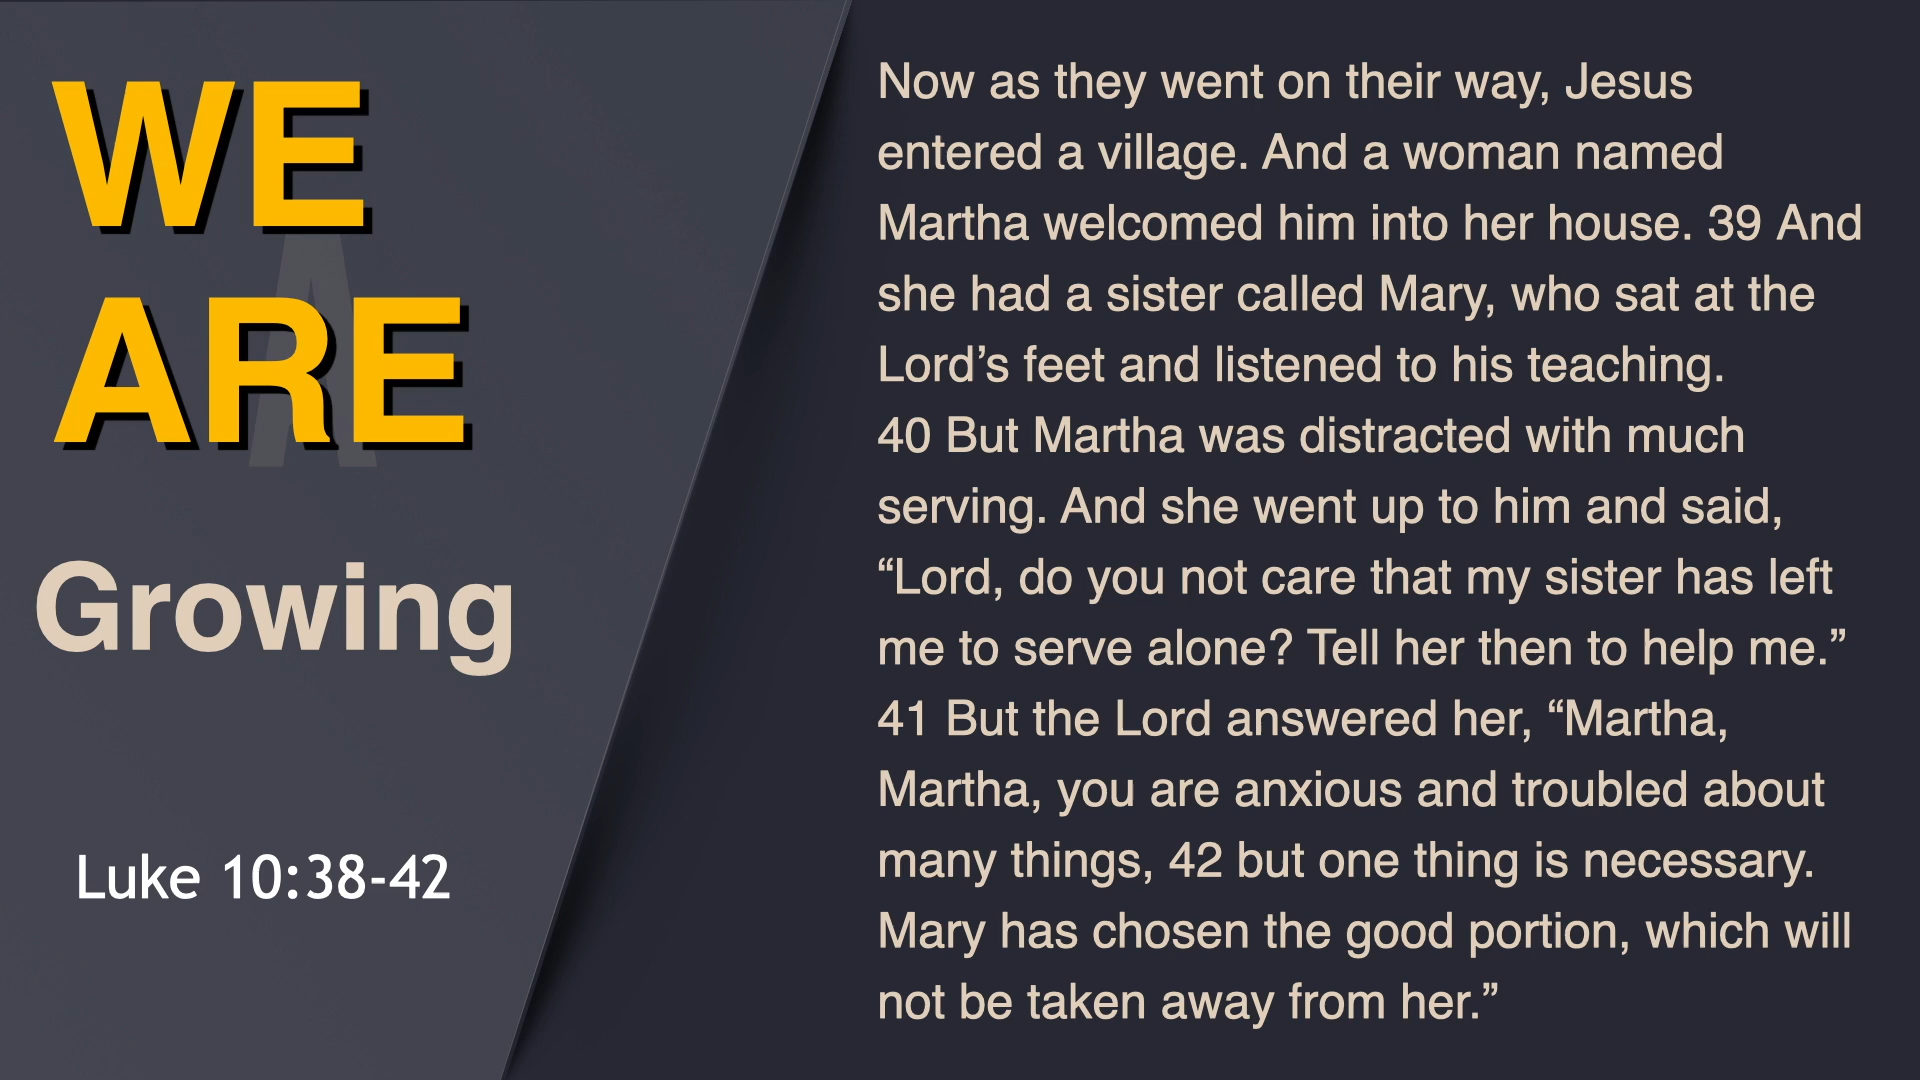 WE
ARE
Growing
Luke 10:38-42
Now as they went on their way, Jesus
entered a village. And a woman named
Martha welcomed him into her house. 39 And
she had a sister called Mary, who sat at the
Lord’s feet and listened to his teaching.
40 But Martha was distracted with much
serving. And she went up to him and said,
“Lord, do you not care that my sister has left
me to serve alone? Tell her then to help me.”
41 But the Lord answered her, “Martha,
Martha, you are anxious and troubled about
many things, 42 but one thing is necessary.
Mary has chosen the good portion, which will
not be taken away from her.”